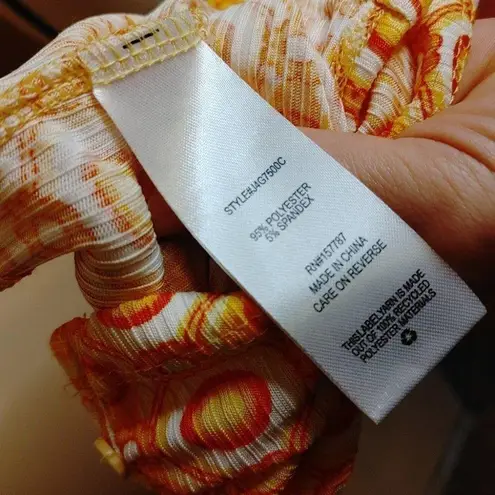 STYLE#J4G7500C
95% POLYESTER
5% SPANDEX
RN#157787
MADE IN CHINA
CARE ON REVERSE
THIS LABEL YARN IS MADE
OUT OF 100% RECYCLED
POLYESTER MATERIALS